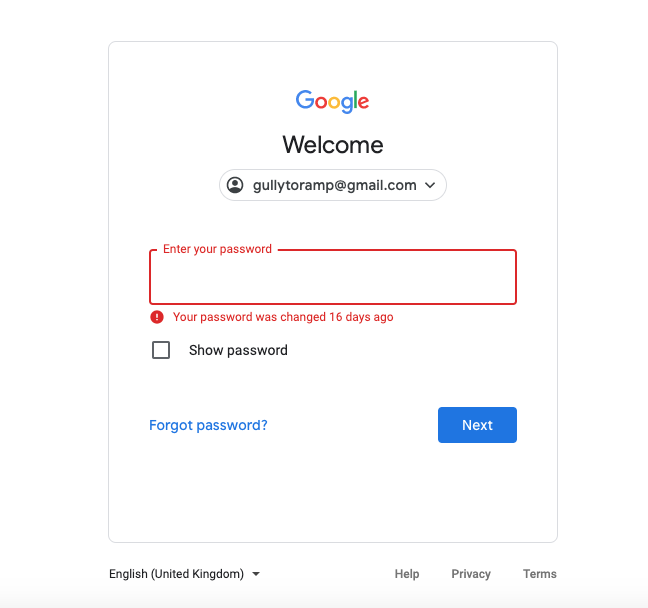 Google
Welcome
gullytoramp@gmail.com
Enter your password
Your password was changed 16 days ago
Show password
Forgot password?
Next
English (United Kingdom)
Help Privacy Terms